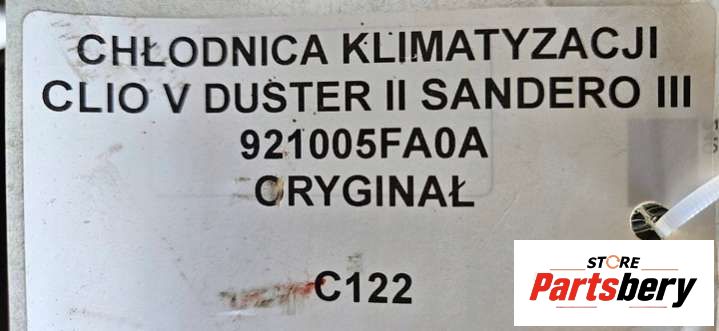 CHŁODNICA KLIMATYZACJI
CLIO V DUSTER II SANDERO III
921005FA0A
ORYGINAŁ
C122
STORE
Partsbery